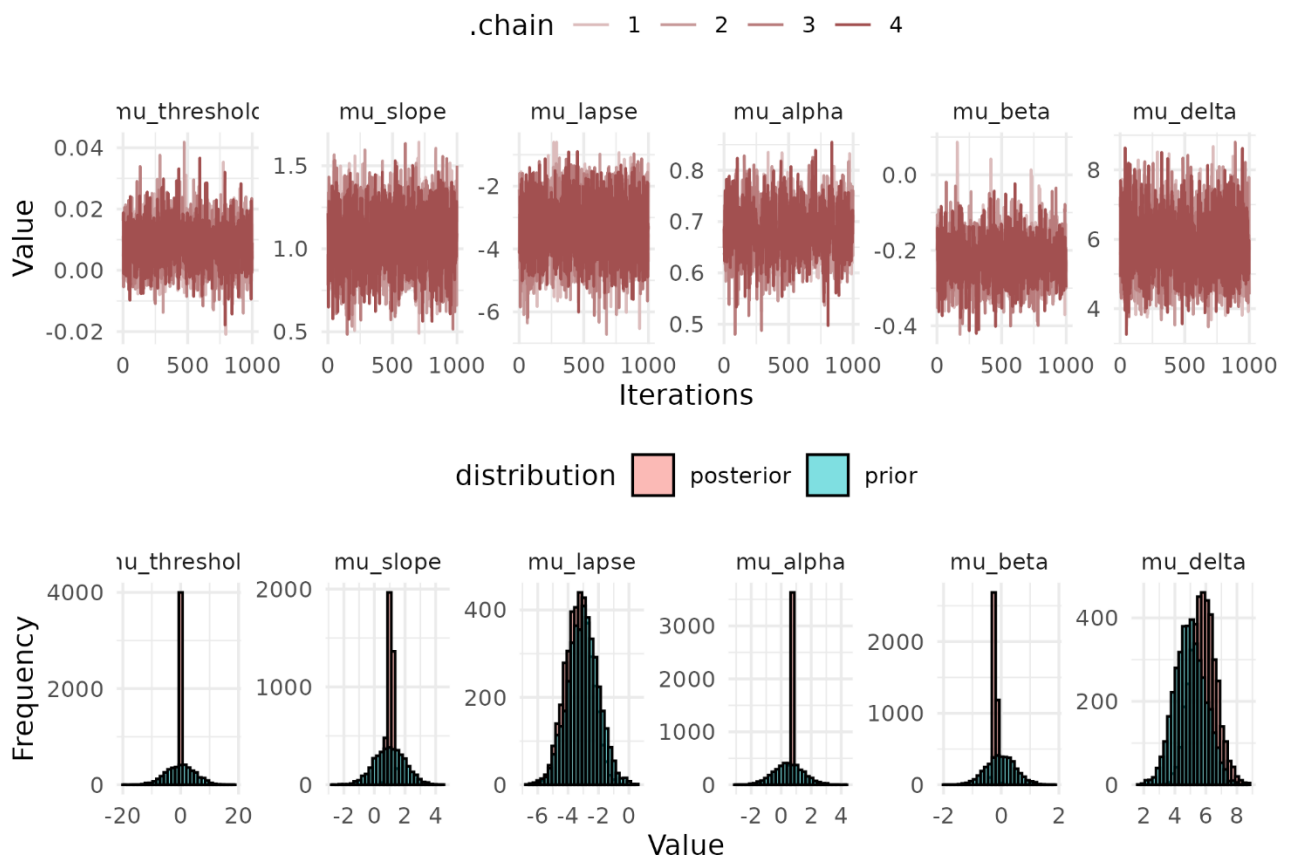 .chain 1 2 3 4
mu_threshold mu_slope mu_lapse mu_alpha mu_beta mu_delta
0.04 0.02 0.00 -0.02
1.5 1.0 0.5
-2 -4 -6
0.8 0.7 0.6 0.5
0.0 -0.2 -0.4
8 6 4
Value
0 500 1000 0 500 1000 0 500 1000 0 500 1000 0 500 1000 0 500 1000
Iterations
distribution posterior prior
mu_threshol mu_slope mu_lapse mu_alpha mu_beta mu_delta
4000 2000 0
2000 1000 0
400 200 0
3000 2000 1000 0
2000 1000 0
400 200 0
Frequency
-20 0 20 -2 0 2 4 -6 -4 -2 0 -2 0 2 4 -2 0 2 2 4 6 8
Value